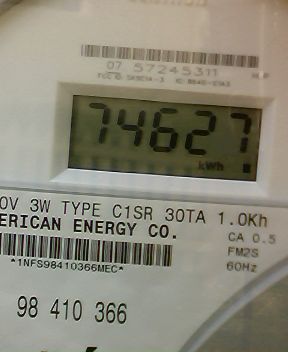 07 57245311
74627
kWh
0V 3W TYPE C1SR 30TA 1.0Kh
ERICAN ENERGY CO.
CA 0.5
FM2S
60Hz
*1NFS98410366MEC*
98 410 366